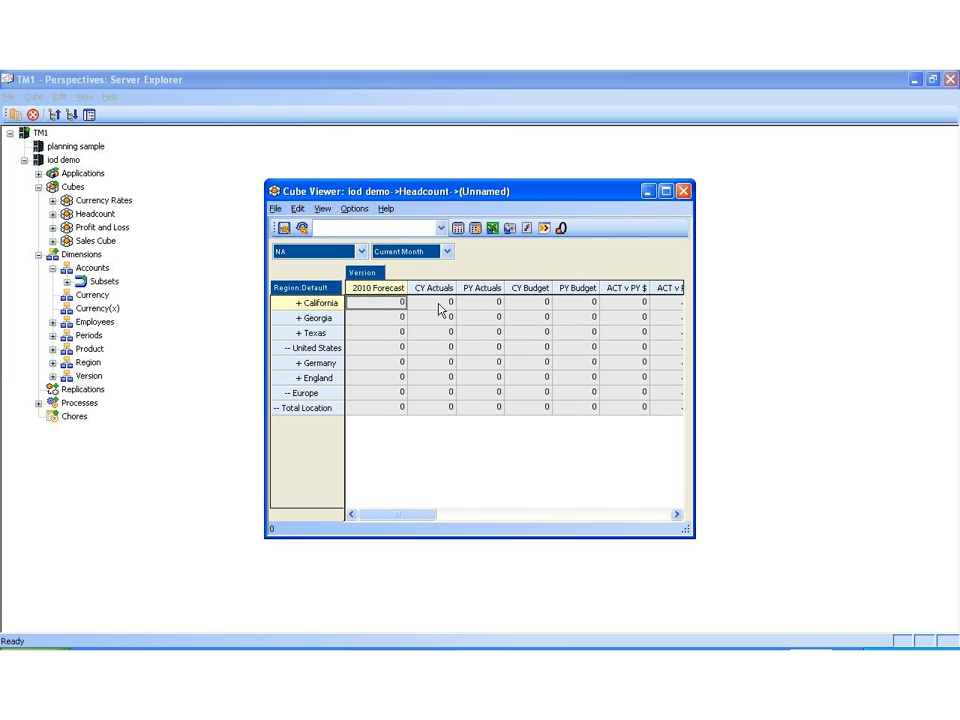 TM1 - Perspectives: Server Explorer
File Cube Edit View Help
TM1
planning sample
iod demo
Applications
Cubes
Currency Rates
Headcount
Profit and Loss
Sales Cube
Dimensions
Accounts
Subsets
Currency
Currency(x)
Employees
Periods
Product
Region
Version
Replications
Processes
Chores
Cube Viewer: iod demo->Headcount->(Unnamed)
File Edit View Options Help
NA Current Month
Version
Region:Default 2010 Forecast CY Actuals PY Actuals CY Budget PY Budget ACT v PY $ ACT v
+ California 0 0 0 0 0 0
+ Georgia 0 0 0 0 0 0
+ Texas 0 0 0 0 0 0
-- United States 0 0 0 0 0 0
+ Germany 0 0 0 0 0 0
+ England 0 0 0 0 0 0
-- Europe 0 0 0 0 0 0
-- Total Location 0 0 0 0 0 0
0
Ready